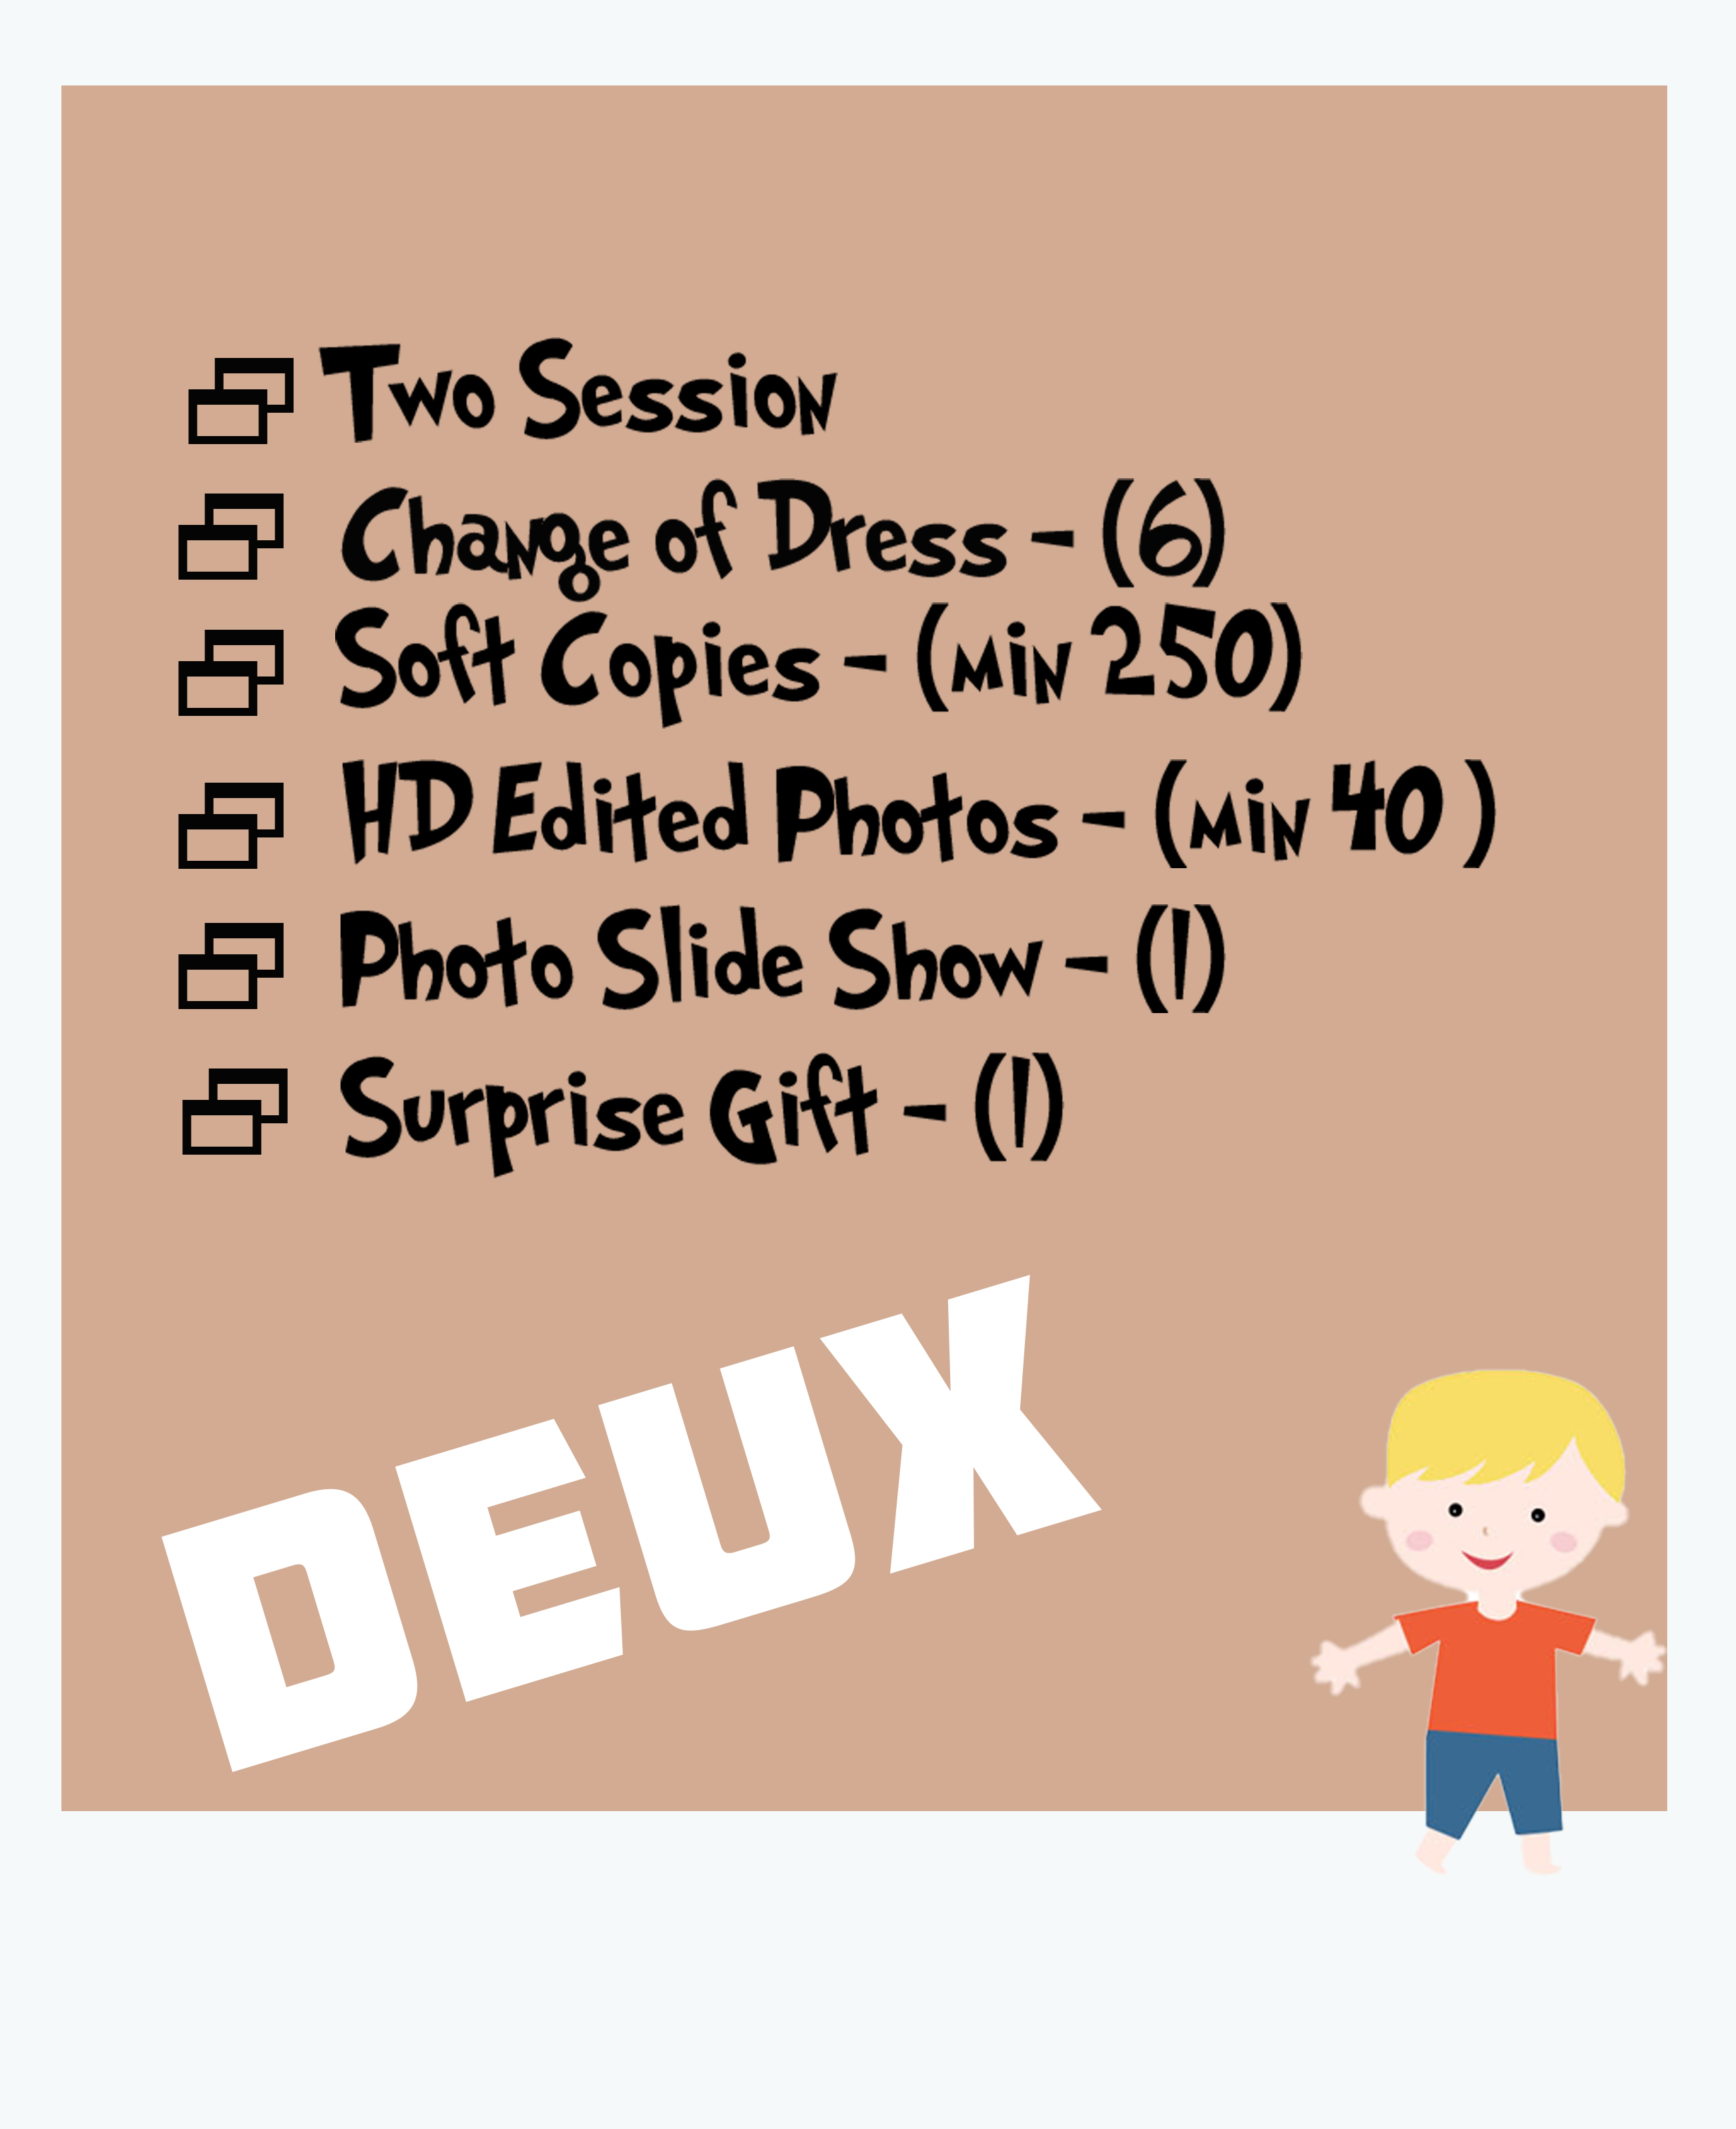 Two Session
Change of Dress - (6)
Soft Copies - (min 250)
HD Edited Photos - (min 40 )
Photo Slide Show - (1)
Surprise Gift - (1)
DEUX